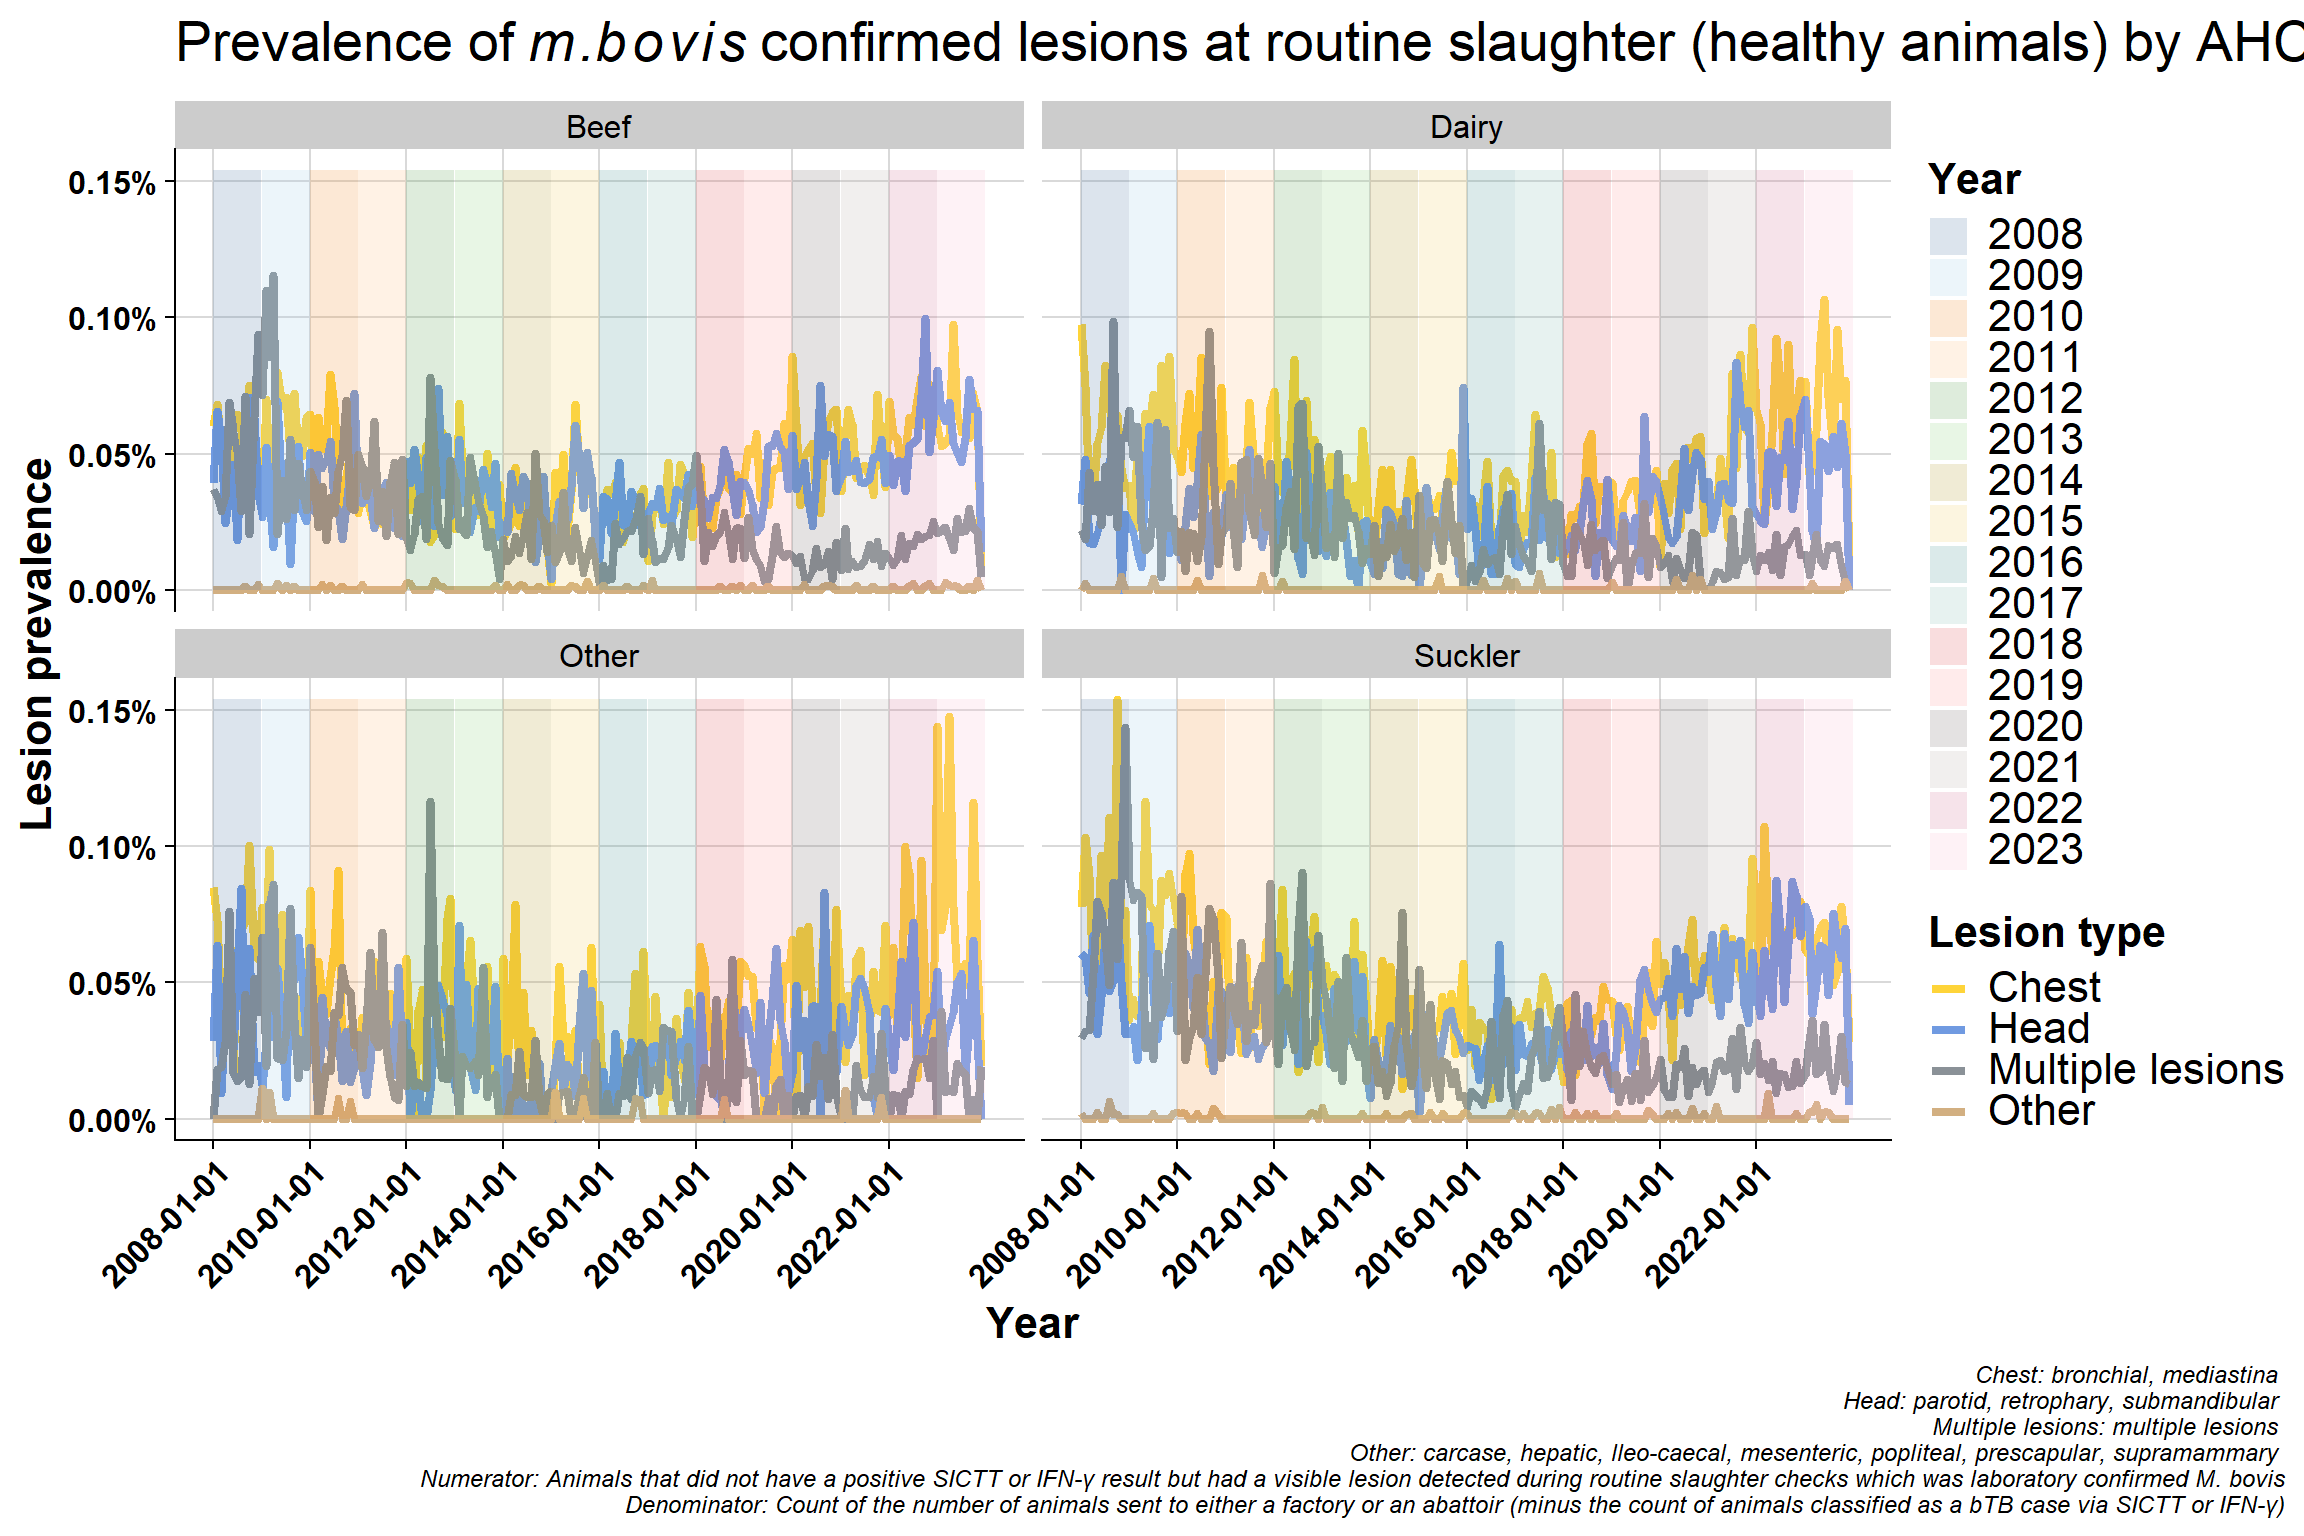 Prevalence of m.bovis confirmed lesions at routine slaughter (healthy animals) by AHC
Beef
Dairy
0.15%
0.10%
0.05%
0.00%
Other
Suckler
0.15%
0.10%
0.05%
0.00%
Lesion prevalence
2008-01-01
2010-01-01
2012-01-01
2014-01-01
2016-01-01
2018-01-01
2020-01-01
2022-01-01
2008-01-01
2010-01-01
2012-01-01
2014-01-01
2016-01-01
2018-01-01
2020-01-01
2022-01-01
Year
Year
2008
2009
2010
2011
2012
2013
2014
2015
2016
2017
2018
2019
2020
2021
2022
2023
Lesion type
Chest
Head
Multiple lesions
Other
Chest: bronchial, mediastina
Head: parotid, retrophary, submandibular
Multiple lesions: multiple lesions
Other: carcase, hepatic, Ileo-caecal, mesenteric, popliteal, prescapular, supramammary
Numerator: Animals that did not have a positive SICTT or IFN-γ result but had a visible lesion detected during routine slaughter checks which was laboratory confirmed M. bovis
Denominator: Count of the number of animals sent to either a factory or an abattoir (minus the count of animals classified as a bTB case via SICTT or IFN-γ)